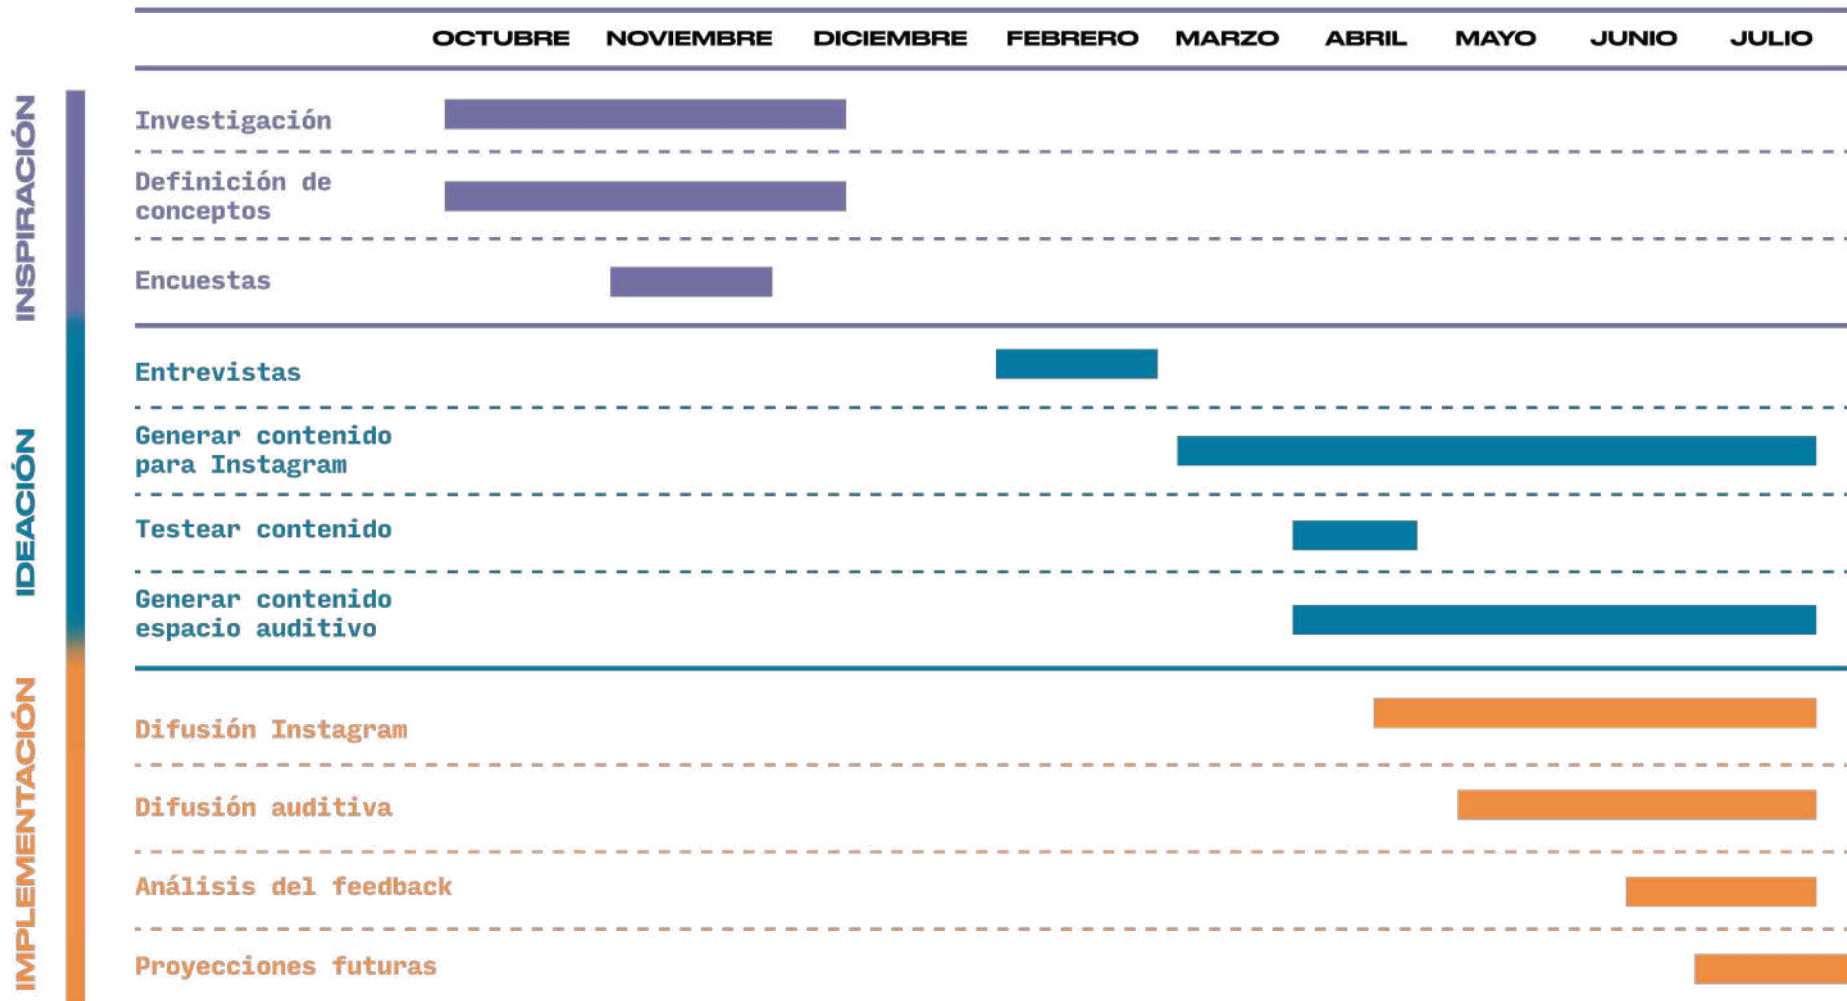 OCTUBRE NOVIEMBRE DICIEMBRE FEBRERO MARZO ABRIL MAYO JUNIO JULIO
INSPIRACIÓN
Investigación
Definición de
conceptos
Encuestas
IDEACIÓN
Entrevistas
Generar contenido
para Instagram
Testear contenido
Generar contenido
espacio auditivo
IMPLEMENTACIÓN
Difusión Instagram
Difusión auditiva
Análisis del feedback
Proyecciones futuras